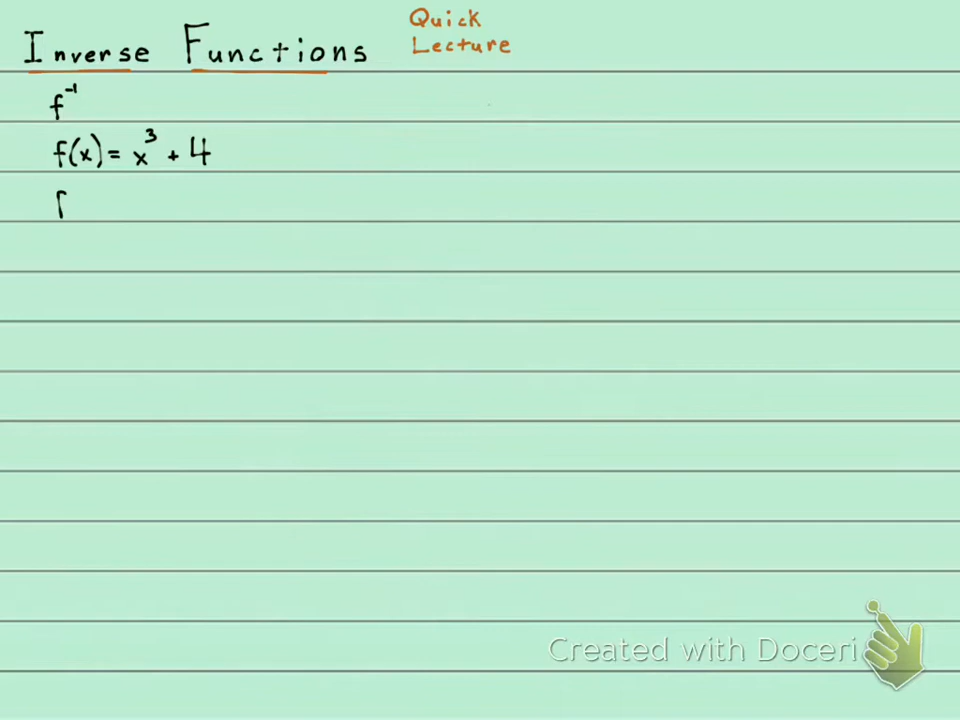 Inverse Functions
Quick
Lecture
f⁻¹
f(x) = x³ + 4
Created with Doceri